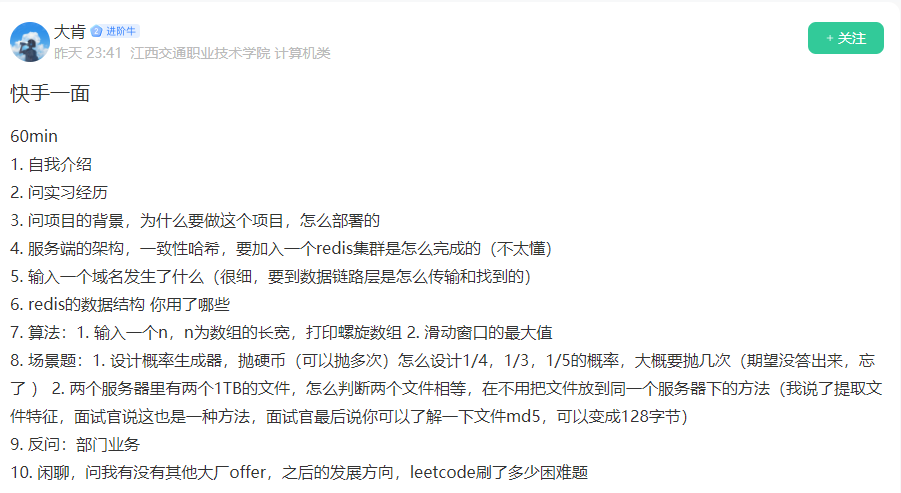 大肯 2 进阶牛
昨天 23:41 江西交通职业技术学院 计算机类
+ 关注
快手一面
60min
1. 自我介绍
2. 问实习经历
3. 问项目的背景，为什么要做这个项目，怎么部署的
4. 服务端的架构，一致性哈希，要加入一个redis集群是怎么完成的（不太懂）
5. 输入一个域名发生了什么（很细，要到数据链路层是怎么传输和找到的）
6. redis的数据结构 你用了哪些
7. 算法：1. 输入一个n，n为数组的长宽，打印螺旋数组 2. 滑动窗口的最大值
8. 场景题：1. 设计概率生成器，抛硬币（可以抛多次）怎么设计1/4，1/3，1/5的概率，大概要抛几次（期望没答出来，忘
了 ） 2. 两个服务器里有两个1TB的文件，怎么判断两个文件相等，在不用把文件放到同一个服务器下的方法（我说了提取文
件特征，面试官说这也是一种方法，面试官最后说你可以了解一下文件md5，可以变成128字节）
9. 反问：部门业务
10. 闲聊，问我有没有其他大厂offer，之后的发展方向，leetcode刷了多少困难题